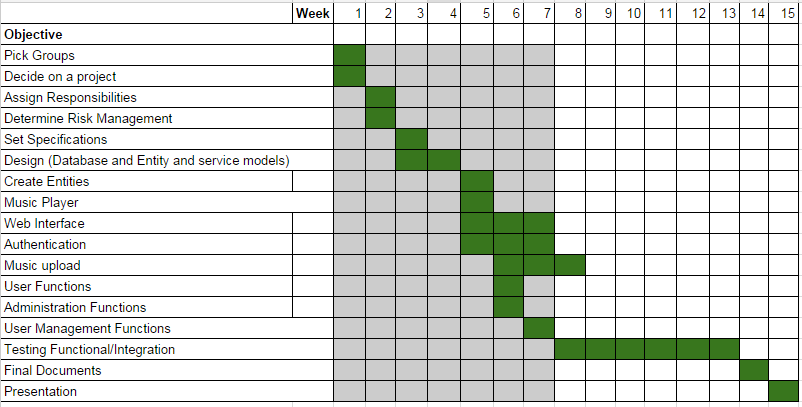 Week 1 2 3 4 5 6 7 8 9 10 11 12 13 14 15
Objective
Pick Groups
Decide on a project
Assign Responsibilities
Determine Risk Management
Set Specifications
Design (Database and Entity and service models)
Create Entities
Music Player
Web Interface
Authentication
Music upload
User Functions
Administration Functions
User Management Functions
Testing Functional/Integration
Final Documents
Presentation